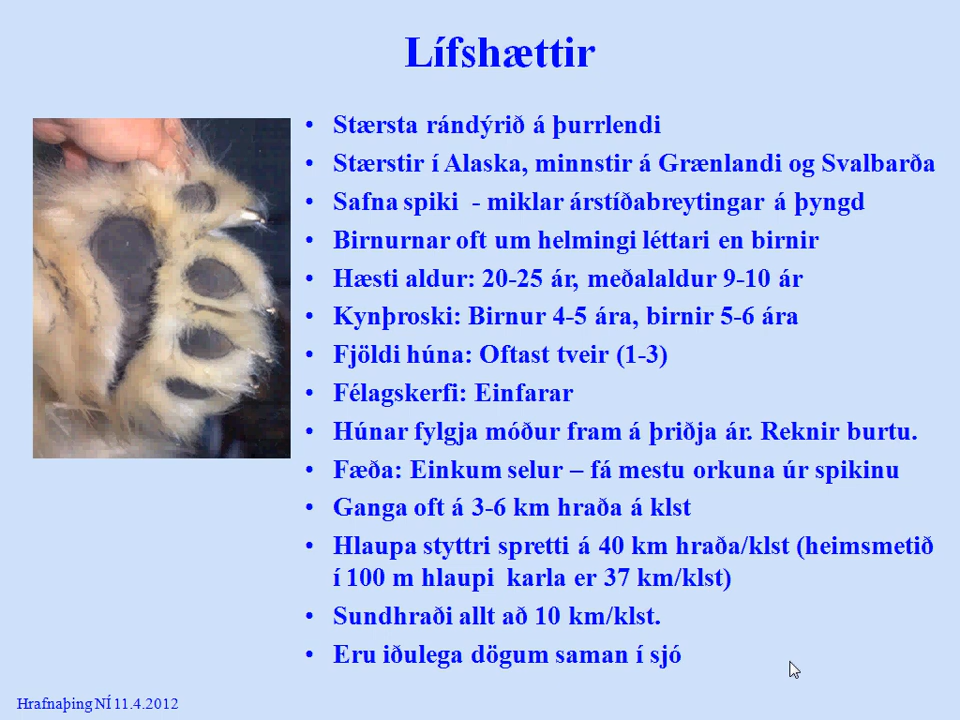 Lífshættir
• Stærsta rándýrið á þurrlendi
• Stærstir í Alaska, minnstir á Grænlandi og Svalbarða
• Safna spiki - miklar árstíðabreytingar á þyngd
• Birnurnar oft um helmingi léttari en birnir
• Hæsti aldur: 20-25 ár, meðalaldur 9-10 ár
• Kynþroski: Birnur 4-5 ára, birnir 5-6 ára
• Fjöldi húna: Oftast tveir (1-3)
• Félagskerfi: Einfarar
• Húnar fylgja móður fram á þriðja ár. Reknir burtu.
• Fæða: Einkum selur – fá mestu orkuna úr spikinu
• Ganga oft á 3-6 km hraða á klst
• Hlaupa styttri spretti á 40 km hraða/klst (heimsmetið
í 100 m hlaupi karla er 37 km/klst)
• Sundhraði allt að 10 km/klst.
• Eru iðulega dögum saman í sjó
Hrafnaþing NÍ 11.4.2012